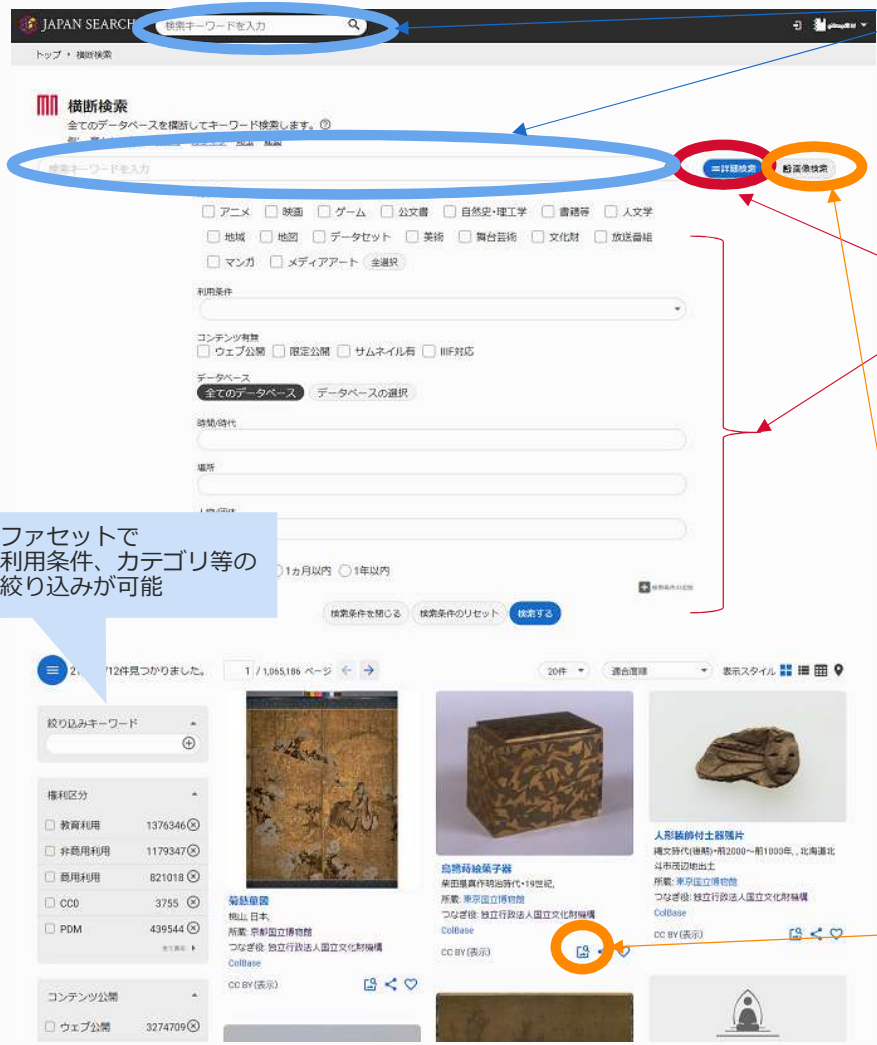 JAPAN SEARCH
検索キーワードを入力
トップ ・ 横断検索
横断検索
全てのデータベースを横断してキーワード検索します。
検索キーワードを入力
詳細検索
画像検索
アニメ 映画 ゲーム 公文書 自然史・理工学 書籍等 人文学
地域 地図 データセット 美術 舞台芸術 文化財 放送番組
マンガ メディアアート 全選択
利用条件
コンテンツ有無
ウェブ公開 限定公開 サムネイル有 IIIF対応
データベース
全てのデータベース データベースの選択
時間/時代
場所
1ヵ月以内 1年以内
検索条件を閉じる 検索条件のリセット 検索する
ファセットで
利用条件、カテゴリ等の
絞り込みが可能
12件見つかりました。
1 / 1,065,186 ページ
20件
適合度順
表示スタイル
絞り込みキーワード
権利区分
教育利用 1376346
非商用利用 1179347
商用利用 821018
CC0 3755
PDM 439544
コンテンツ公開
ウェブ公開 3274709
桃山, 日本,
所蔵: 京都国立博物館
つなぎ役: 独立行政法人国立文化財機構
ColBase
CC BY (表示)
烏蒔絵菓子器
柴田是真作明治時代・19世紀,
所蔵: 東京国立博物館
つなぎ役: 独立行政法人国立文化財機構
ColBase
CC BY (表示)
人形装飾付土器残片
縄文時代(後期)・前2000～前1000年, , 北海道北
斗市茂辺地出土
所蔵: 東京国立博物館
つなぎ役: 独立行政法人国立文化財機構
ColBase
CC BY (表示)